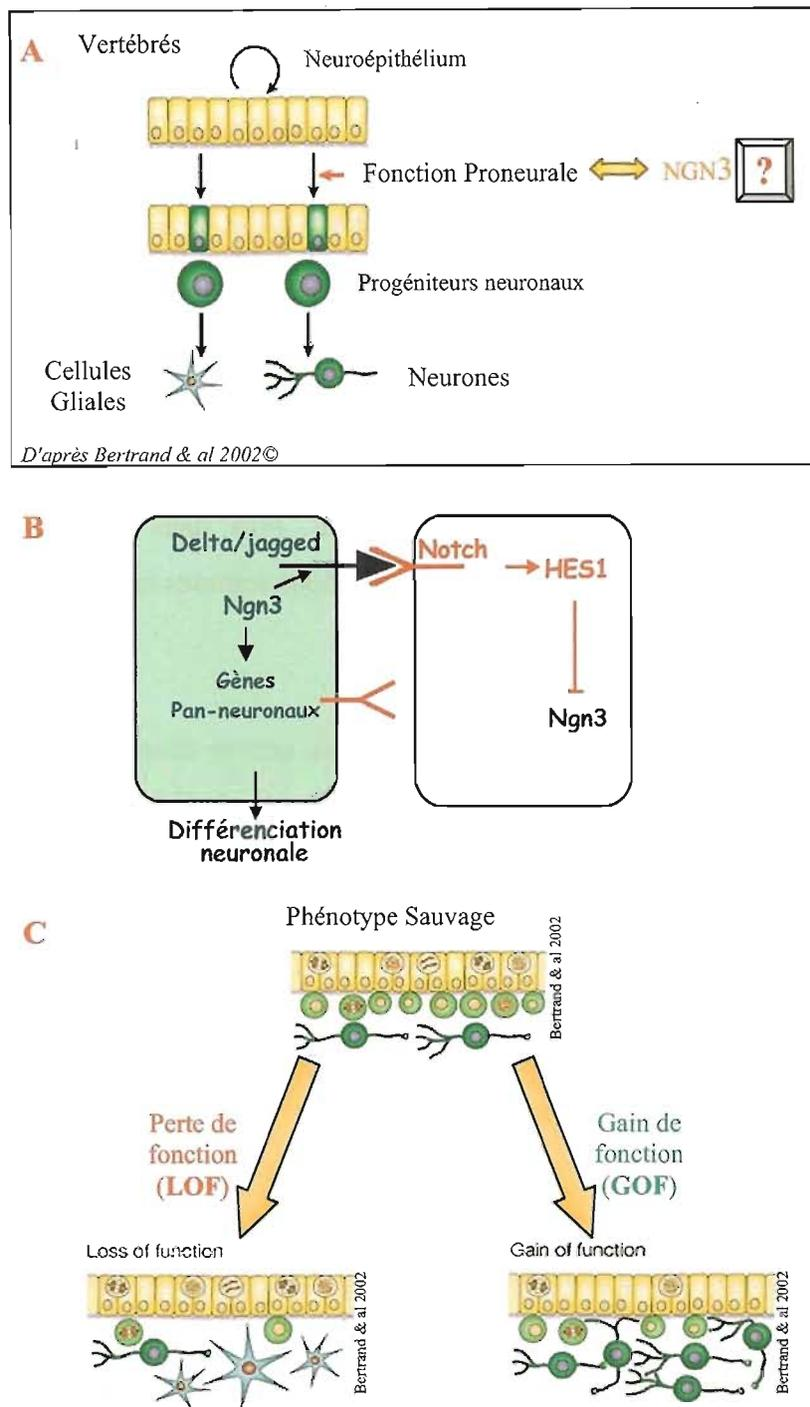 A
Vertébrés
Neuroépithélium
Fonction Proneurale
NGN3
?
Progéniteurs neuronaux
Cellules
Gliales
Neurones
D'après Bertrand & al 2002©
B
Delta/jagged
Notch
HES1
Ngn3
Gènes
Pan-neuronaux
Ngn3
Différenciation
neuronale
C
Phénotype Sauvage
Bertrand & al 2002
Perte de
fonction
(LOF)
Gain de
fonction
(GOF)
Loss of function
Gain of function
Bertrand & al 2002
Bertrand & al 2002